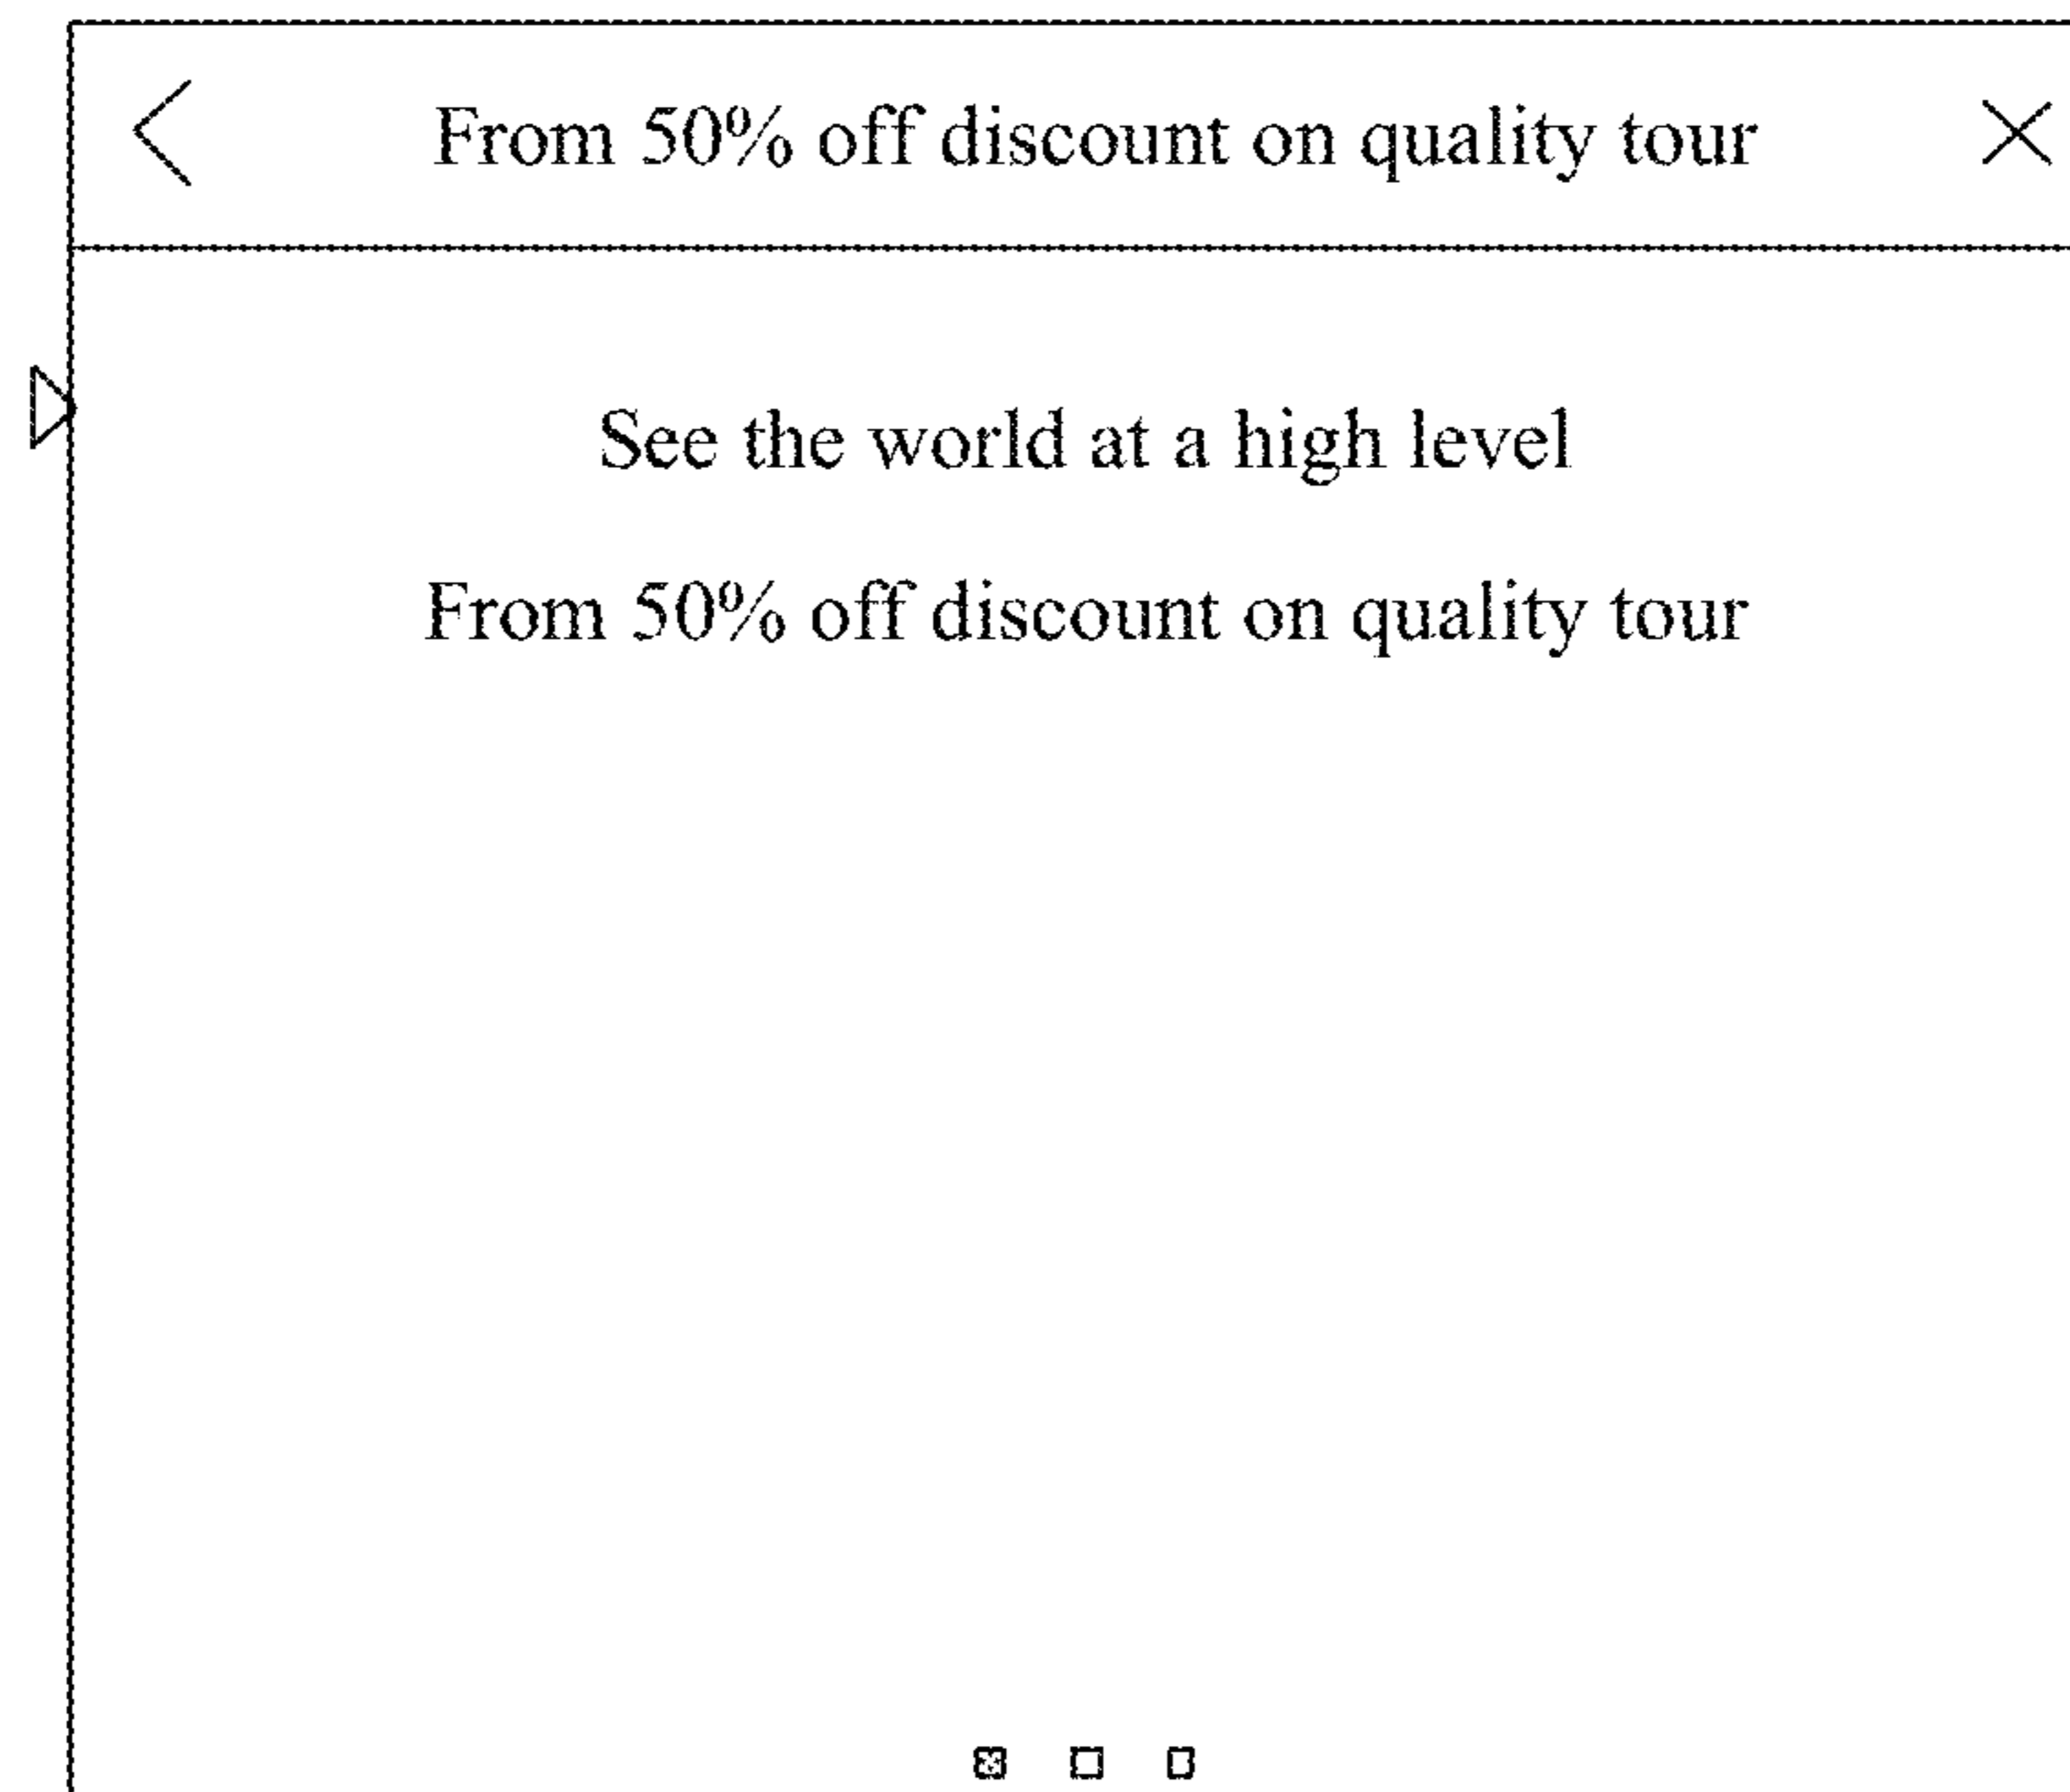 From 50% off discount on quality tour
See the world at a high level
From 50% off discount on quality tour